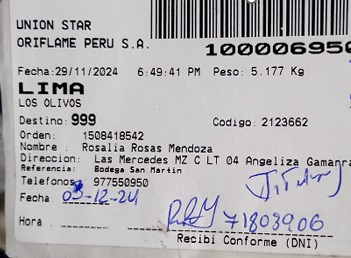 UNION STAR
ORIFLAME PERU S.A.
100006950
Fecha:29/11/2024 6:49:41 PM Peso: 5.177 Kg
LIMA
LOS OLIVOS
Destino: 999 Codigo: 2123662
Orden: 1508418542
Nombre : Rosalia Rosas Mendoza
Direccion: Las Mercedes MZ C LT 04 Angeliza Gamarra
Referencia: Bodega San Martin
Telefonos: 977550950
Fecha: 03-12-24
Hora
71803906
Recibi Conforme (DNI)